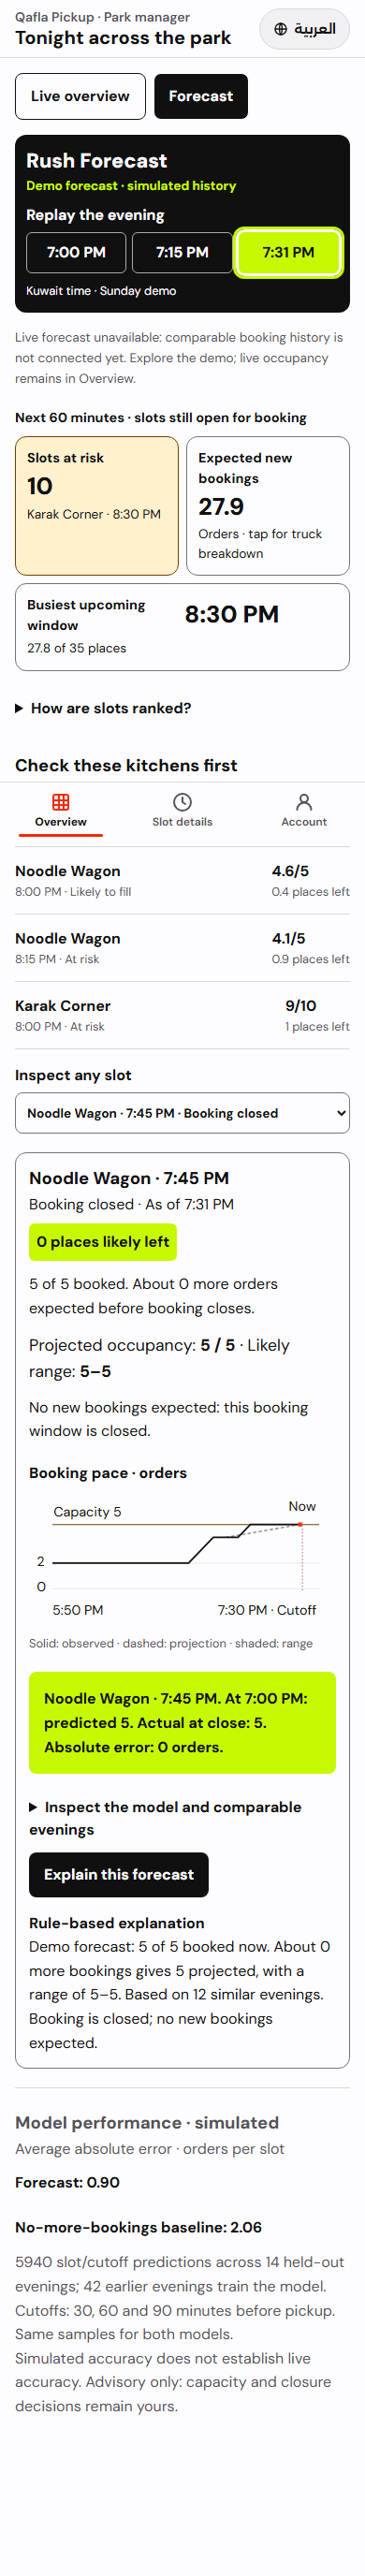 Qafla Pickup · Park manager
Tonight across the park
العربية
Live overview
Forecast
Rush Forecast
Demo forecast · simulated history
Replay the evening
7:00 PM
7:15 PM
7:31 PM
Kuwait time · Sunday demo
Live forecast unavailable: comparable booking history is
not connected yet. Explore the demo; live occupancy
remains in Overview.
Next 60 minutes · slots still open for booking
Slots at risk
10
Karak Corner · 8:30 PM
Expected new
bookings
27.9
Orders · tap for truck
breakdown
Busiest upcoming
window
27.8 of 35 places
8:30 PM
How are slots ranked?
Check these kitchens first
Overview
Slot details
Account
Noodle Wagon
4.6/5
8:00 PM · Likely to fill
0.4 places left
Noodle Wagon
4.1/5
8:15 PM · At risk
0.9 places left
Karak Corner
9/10
8:00 PM · At risk
1 places left
Inspect any slot
Noodle Wagon · 7:45 PM · Booking closed
Noodle Wagon · 7:45 PM
Booking closed · As of 7:31 PM
0 places likely left
5 of 5 booked. About 0 more orders
expected before booking closes.
Projected occupancy: 5 / 5 · Likely
range: 5–5
No new bookings expected: this booking
window is closed.
Booking pace · orders
Capacity 5
Now
2
0
5:50 PM
7:30 PM · Cutoff
Solid: observed · dashed: projection · shaded: range
Noodle Wagon · 7:45 PM. At 7:00 PM:
predicted 5. Actual at close: 5.
Absolute error: 0 orders.
Inspect the model and comparable
evenings
Explain this forecast
Rule-based explanation
Demo forecast: 5 of 5 booked now. About 0
more bookings gives 5 projected, with a
range of 5–5. Based on 12 similar evenings.
Booking is closed; no new bookings
expected.
Model performance · simulated
Average absolute error · orders per slot
Forecast: 0.90
No-more-bookings baseline: 2.06
5940 slot/cutoff predictions across 14 held-out
evenings; 42 earlier evenings train the model.
Cutoffs: 30, 60 and 90 minutes before pickup.
Same samples for both models.
Simulated accuracy does not establish live
accuracy. Advisory only: capacity and closure
decisions remain yours.